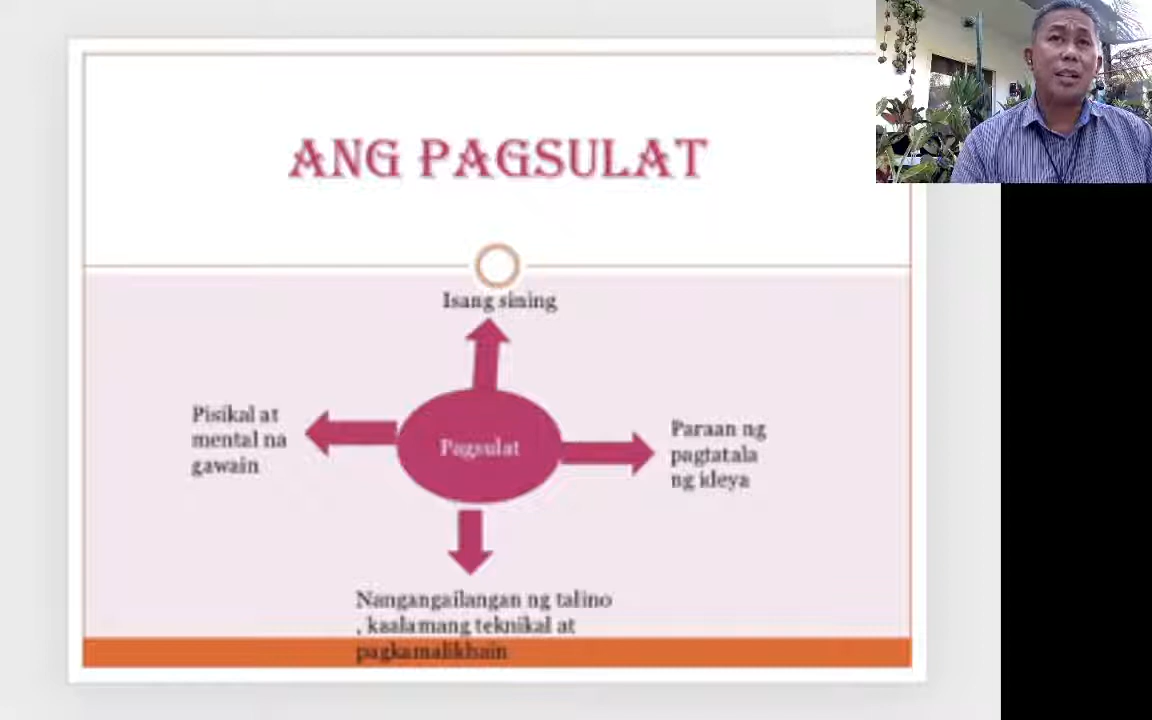 ANG PAGSULAT
Isang sining
Pisikal at
mental na
gawain
Pagsulat
Paraan ng
pagtatala
ng ideya
Nangangailangan ng talino
, kaalamang teknikal at
pagkamalikhain